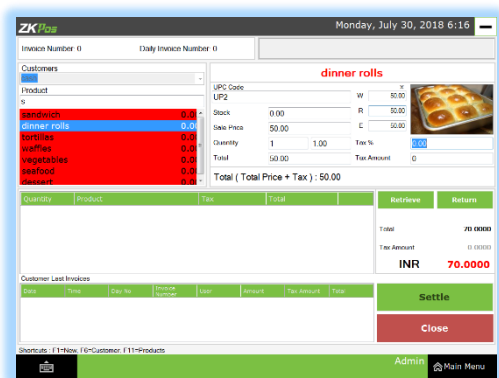 ZKPos
Monday, July 30, 2018 6:16
Invoice Number 0
Daily Invoice Number 0
Customers
Product
s
sandwich 0.0
dinner rolls 0.0
tortillas 0.0
waffles 0.0
vegetables 0.0
seafood 0.0
dessert 0.0
dinner rolls
UPC Code
UP2
x
W 50.00
Stock 0.00
R 50.00
Sale Price 50.00
E 50.00
Quantity 1 1.00
Tax % 0.00
Total 50.00
Tax Amount 0
Total ( Total Price + Tax ) : 50.00
Quantity Product Tax Total
Retrieve
Return
Total 70.0000
Tax Amount 0.0000
INR 70.0000
Customer Last Invoices
Date Time Day No Invoice Number User Amount Tax Amount Total
Settle
Close
Shortcuts : F1=New, F6=Customer, F11=Products
Admin
Main Menu